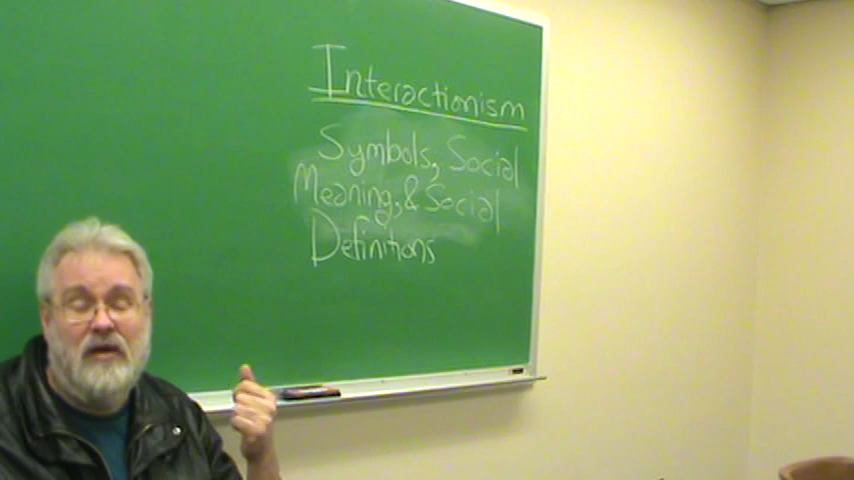 Interactionism
Symbols, Social
Meaning, & Social
Definitions